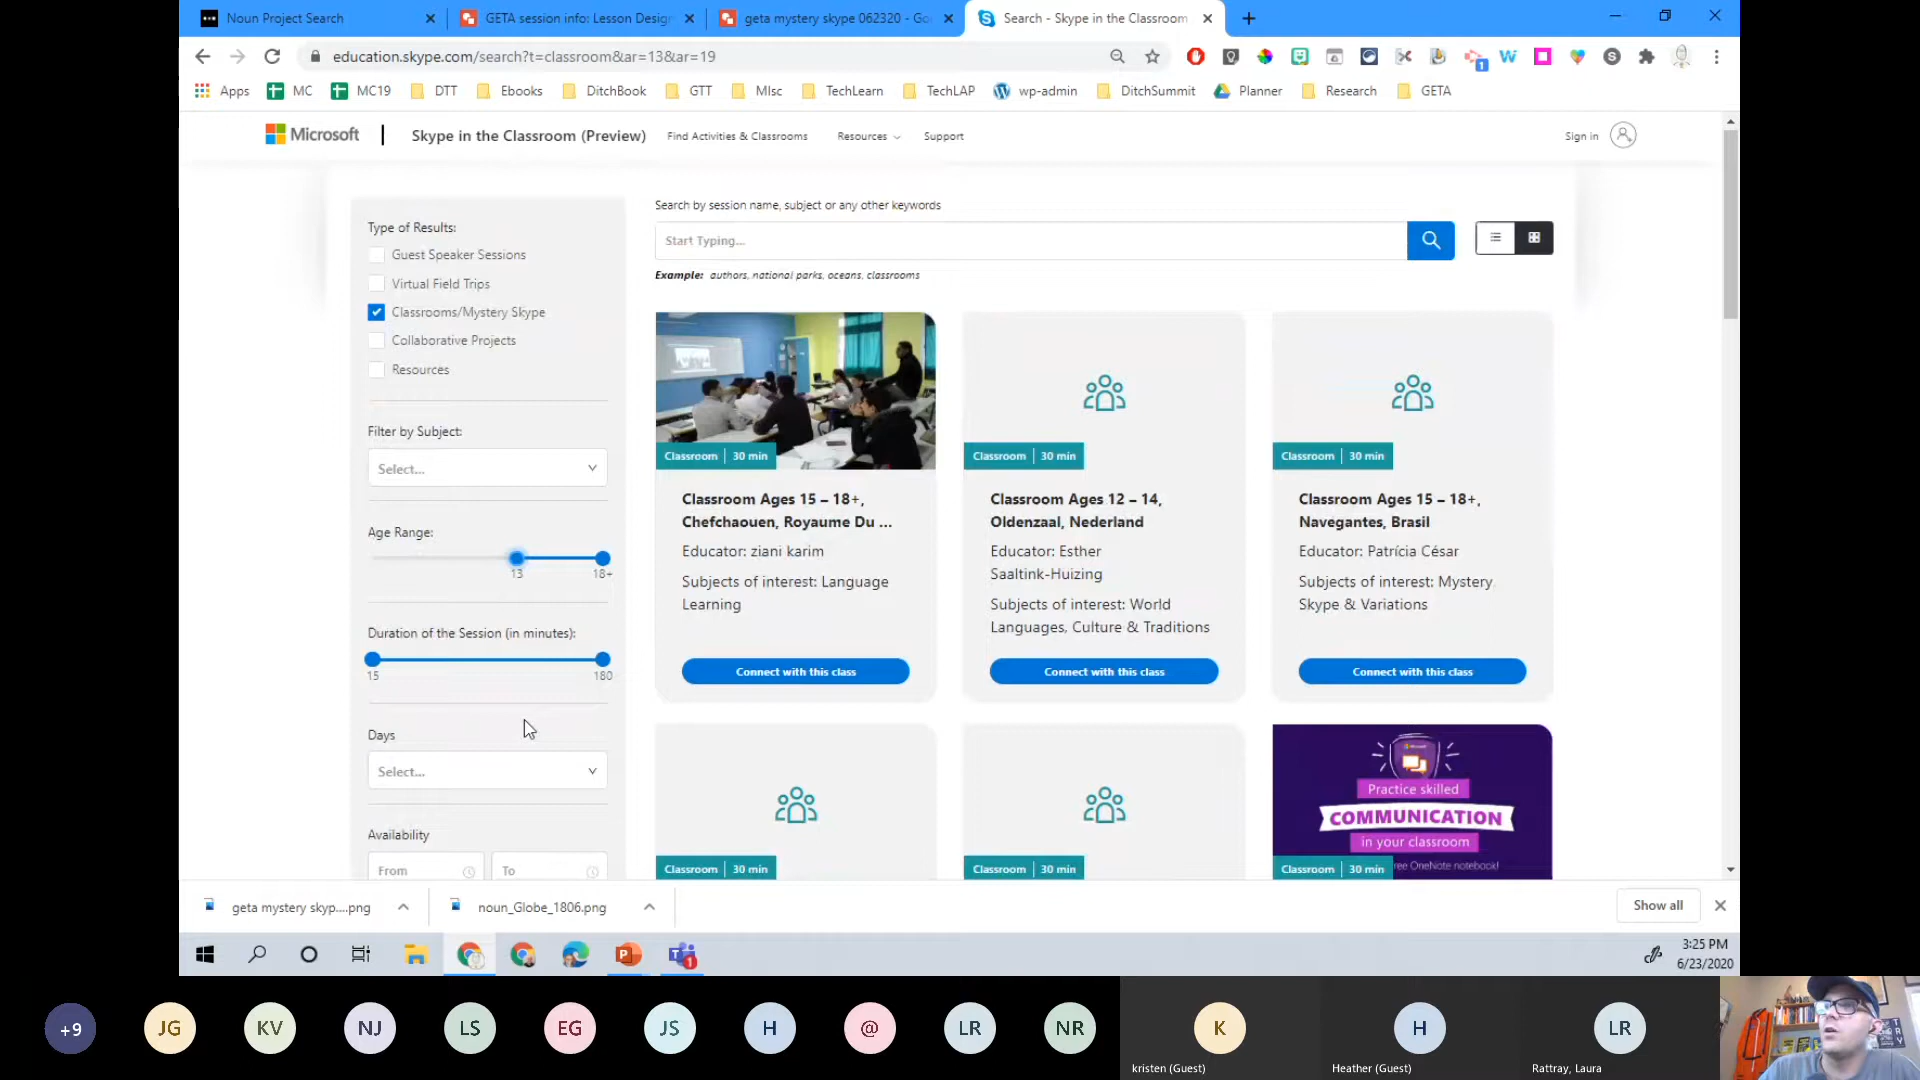 Noun Project Search
GETA session info: Lesson Design
geta mystery skype 062320 - Go
Search - Skype in the Classroom
education.skype.com/search?t=classroom&ar=13&ar=19
1
Apps
MC
MC19
DTT
Ebooks
DitchBook
GTT
MIsc
TechLearn
TechLAP
wp-admin
DitchSummit
Planner
Research
GETA
Microsoft
Skype in the Classroom (Preview)
Find Activities & Classrooms
Resources
Support
Sign in
Type of Results:
Guest Speaker Sessions
Virtual Field Trips
Classrooms/Mystery Skype
Collaborative Projects
Resources
Filter by Subject:
Select...
Age Range:
13
18+
Duration of the Session (in minutes):
15
180
Days
Select...
Availability
From
To
Search by session name, subject or any other keywords
Start Typing...
Example: authors, national parks, oceans, classrooms
Classroom | 30 min
Classroom Ages 15 – 18+,
Chefchaouen, Royaume Du ...
Educator: ziani karim
Subjects of interest: Language
Learning
Connect with this class
Classroom | 30 min
Classroom Ages 12 – 14,
Oldenzaal, Nederland
Educator: Esther
Saaltink-Huizing
Subjects of interest: World
Languages, Culture & Traditions
Connect with this class
Classroom | 30 min
Classroom Ages 15 – 18+,
Navegantes, Brasil
Educator: Patrícia César
Subjects of interest: Mystery
Skype & Variations
Connect with this class
Classroom | 30 min
Classroom | 30 min
Practice skilled
COMMUNICATION
in your classroom
ree OneNote notebook!
Classroom | 30 min
geta mystery skyp....png
noun_Globe_1806.png
Show all
1
3:25 PM
6/23/2020
+9
JG
KV
NJ
LS
EG
JS
H
@
LR
NR
K
kristen (Guest)
H
Heather (Guest)
LR
Rattray, Laura